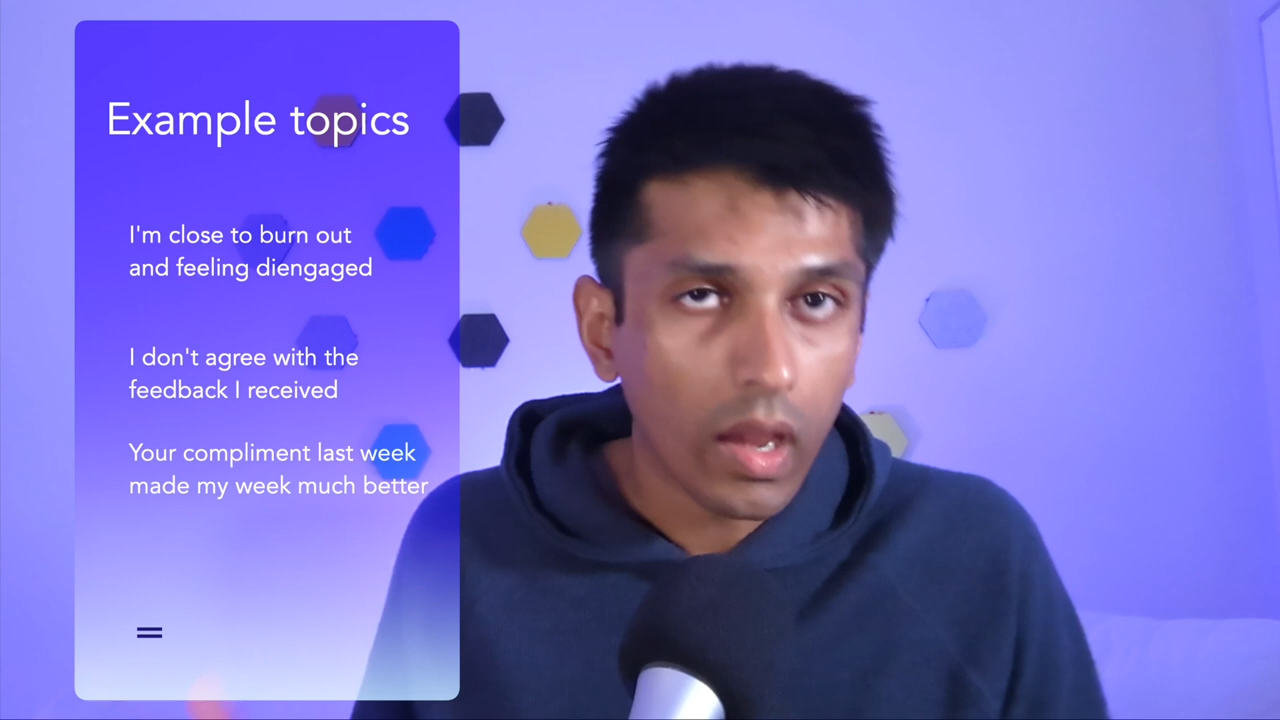 Example topics
I'm close to burn out
and feeling diengaged
I don't agree with the
feedback I received
Your compliment last week
made my week much better